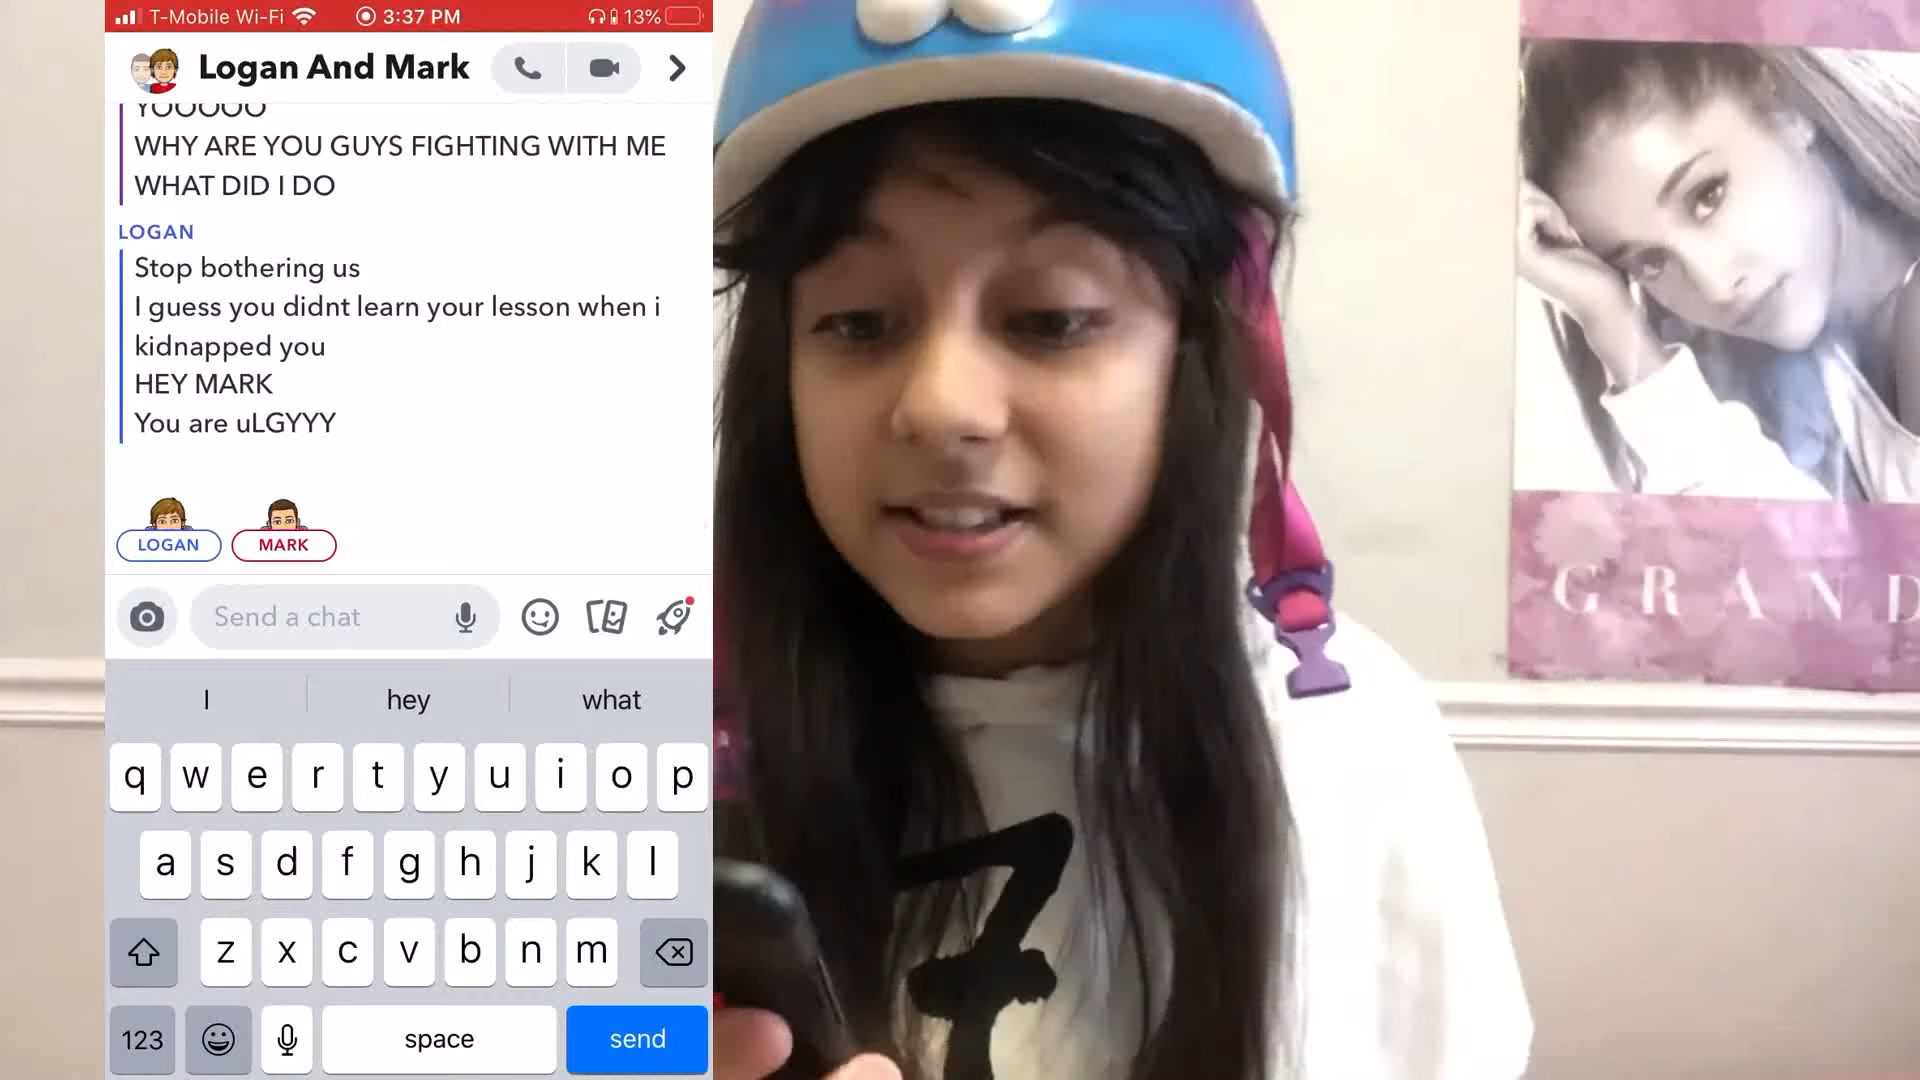 T-Mobile Wi-Fi 3:37 PM 13%
Logan And Mark
YOOOOO
WHY ARE YOU GUYS FIGHTING WITH ME
WHAT DID I DO
LOGAN
Stop bothering us
I guess you didnt learn your lesson when i
kidnapped you
HEY MARK
You are uLGYYY
LOGAN MARK
Send a chat
I hey what
q w e r t y u i o p
a s d f g h j k l
z x c v b n m
123 space send
7
GRAND